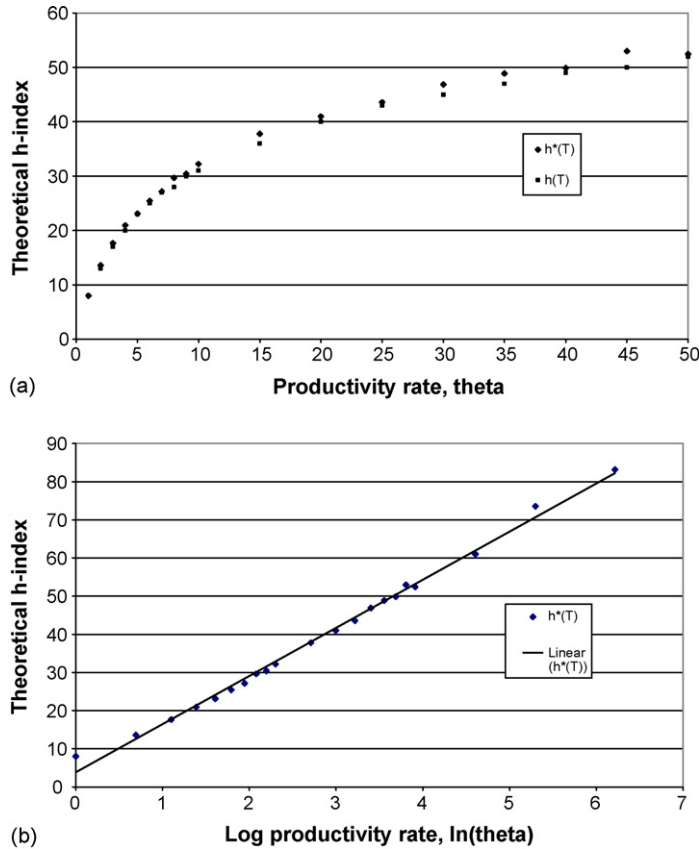 60
50
40
30
20
10
0
Theoretical h-index
h*(T)
h(T)
0 5 10 15 20 25 30 35 40 45 50
Productivity rate, theta
(a)
90
80
70
60
50
40
30
20
10
0
Theoretical h-index
h*(T)
Linear
(h*(T))
0 1 2 3 4 5 6 7
Log productivity rate, ln(theta)
(b)